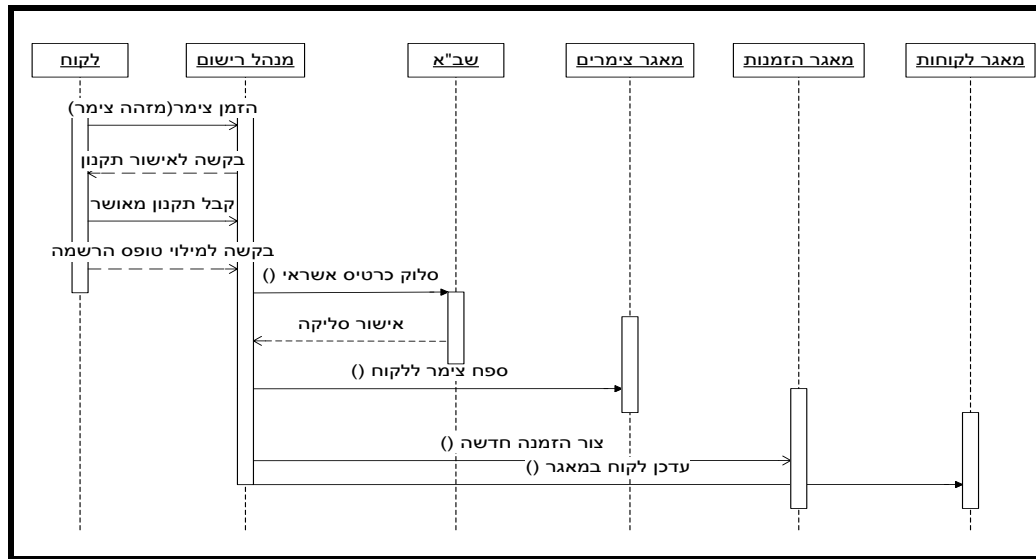 לקוח
מנהל רישום
שב"א
מאגר צימרים
מאגר הזמנות
מאגר לקוחות
הזמן צימר(מזהה צימר)
בקשה לאישור תקנון
קבל תקנון מאושר
בקשה למילוי טופס הרשמה
סלוק כרטיס אשראי ()
אישור סליקה
ספח צימר ללקוח ()
צור הזמנה חדשה ()
עדכן לקוח במאגר ()